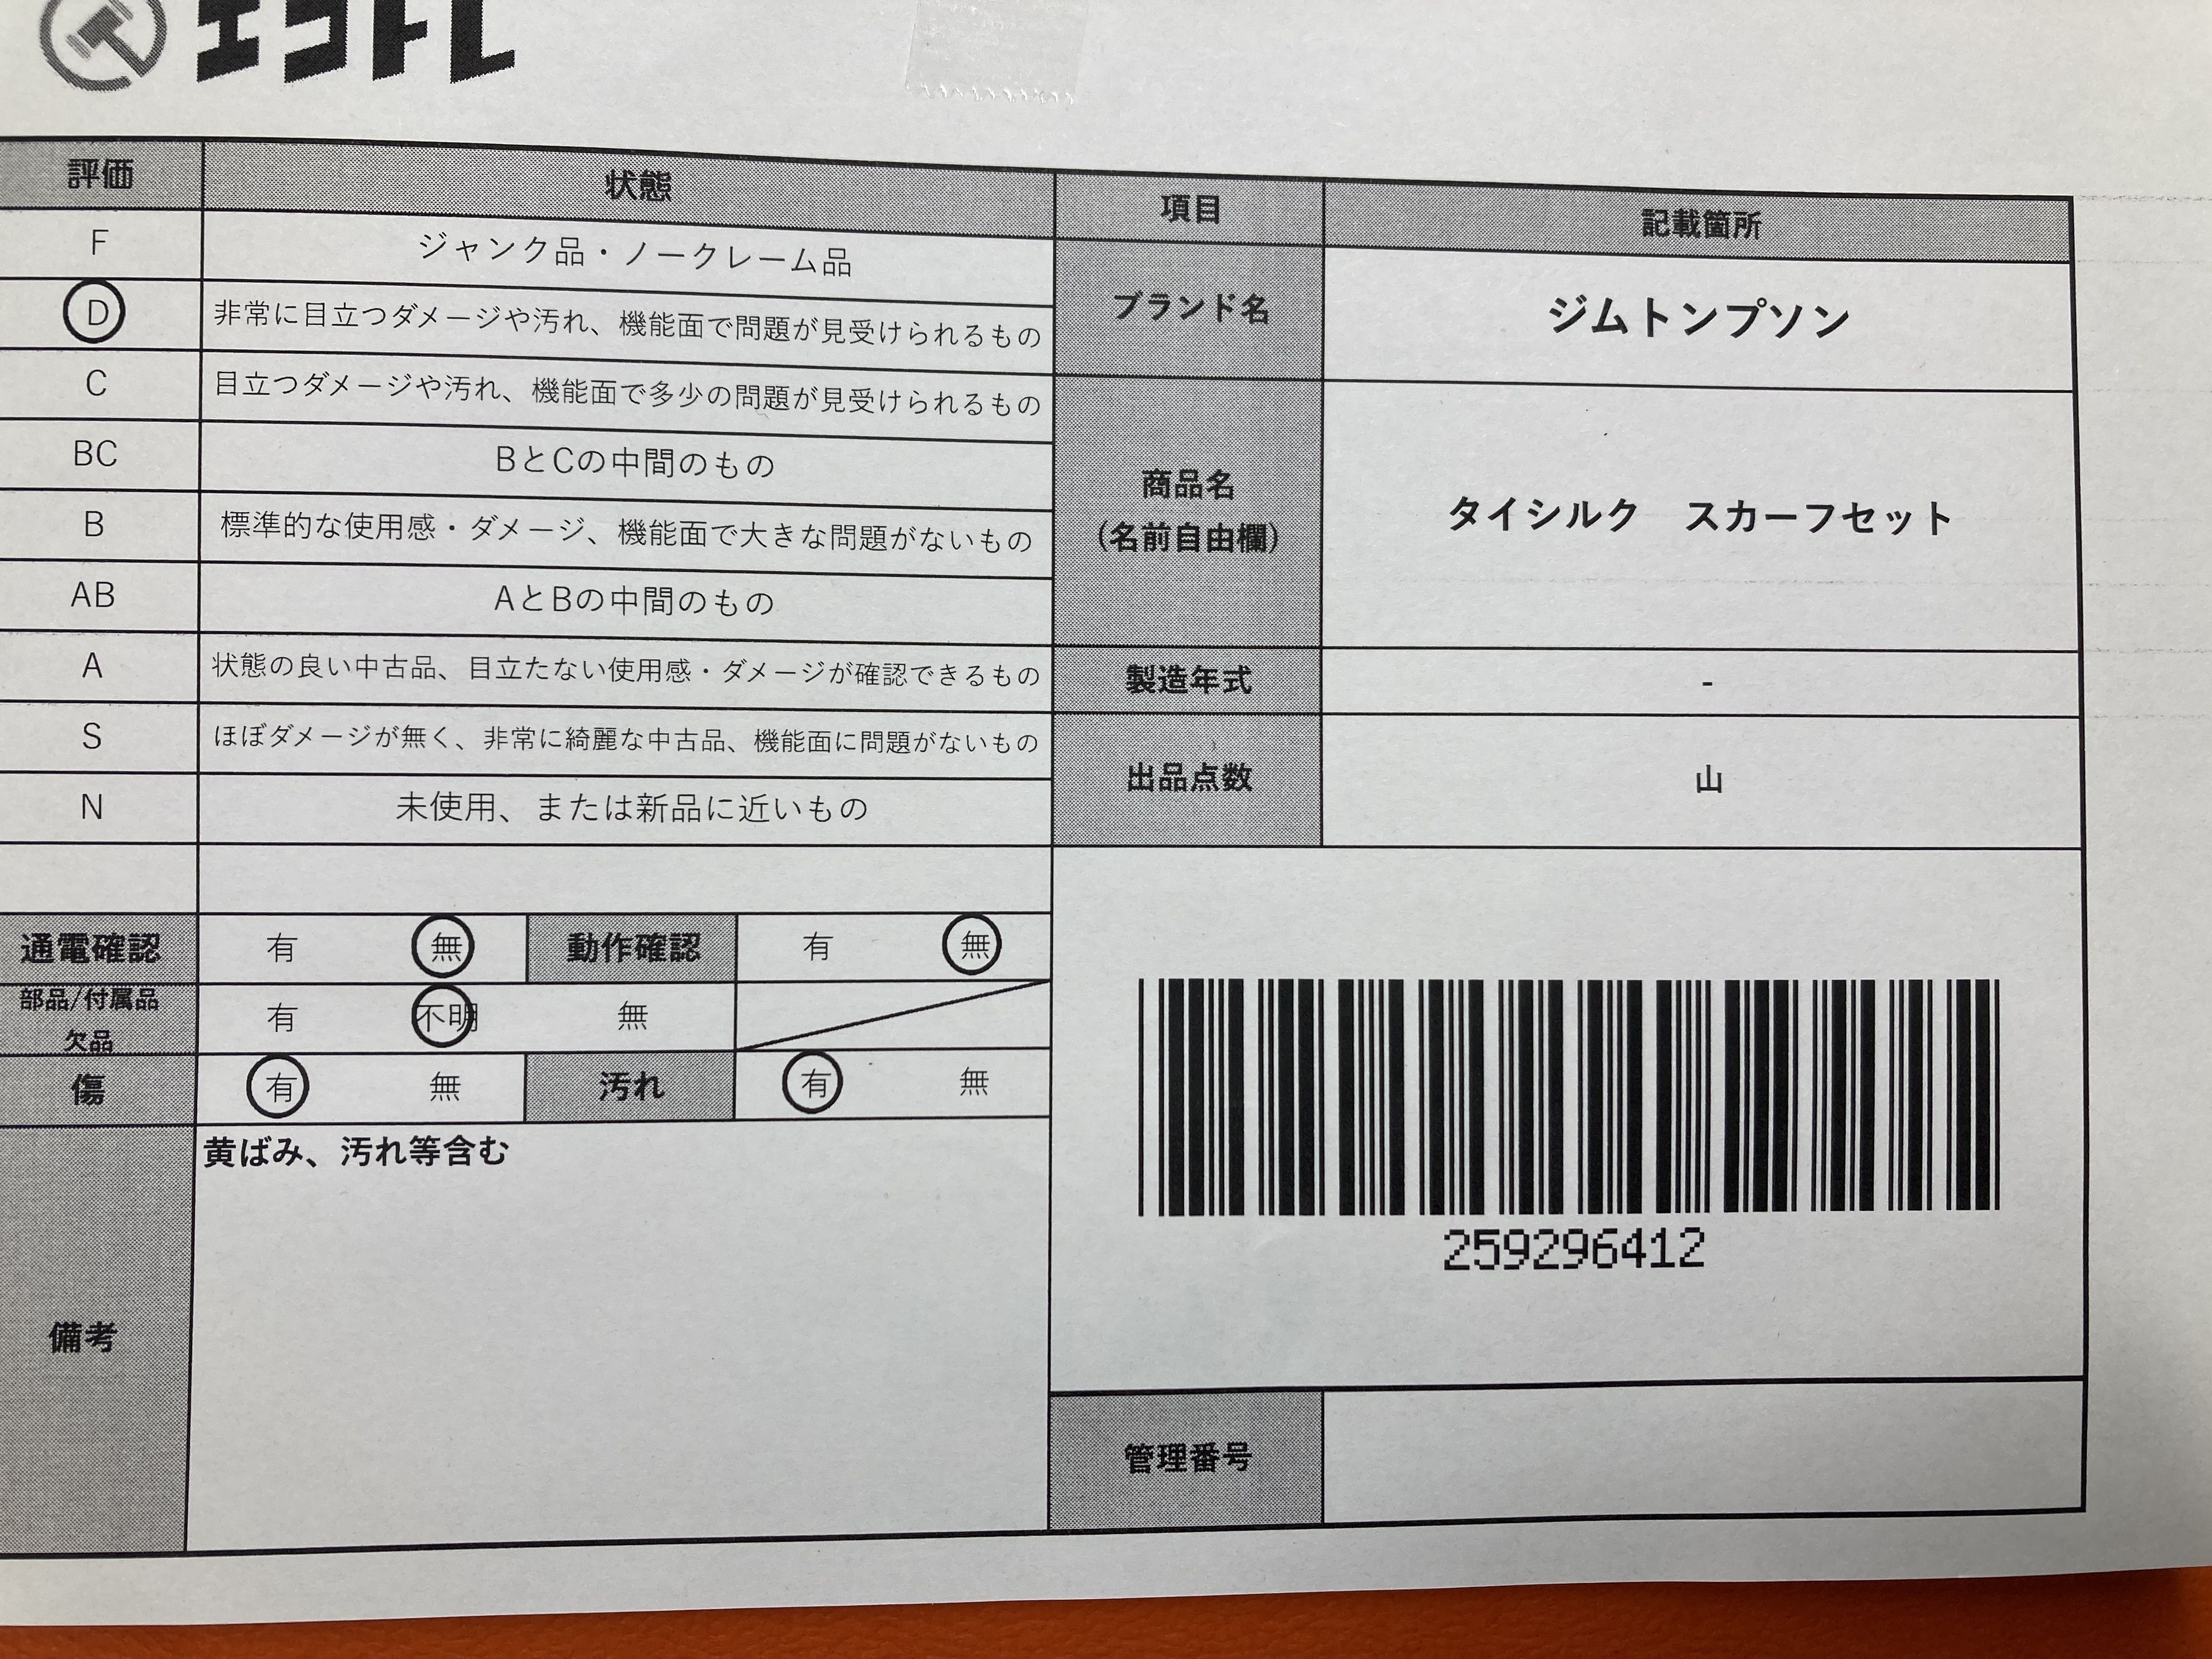 評価 状態
F ジャンク品・ノークレーム品
D 非常に目立つダメージや汚れ、機能面で問題が見受けられるもの
C 目立つダメージや汚れ、機能面で多少の問題が見受けられるもの
BC BとCの中間のもの
B 標準的な使用感・ダメージ、機能面で大きな問題がないもの
AB AとBの中間のもの
A 状態の良い中古品、目立たない使用感・ダメージが確認できるもの
S ほぼダメージが無く、非常に綺麗な中古品、機能面に問題がないもの
N 未使用、または新品に近いもの
通電確認 有 無 動作確認 有 無
部品/付属品
欠品 有 不明 無
傷 有 無 汚れ 有 無
備考 黄ばみ、汚れ等含む
項目 記載箇所
ブランド名 ジムトンプソン
商品名
(名前自由欄) タイシルク スカーフセット
製造年式 -
出品点数 山
259296412
管理番号